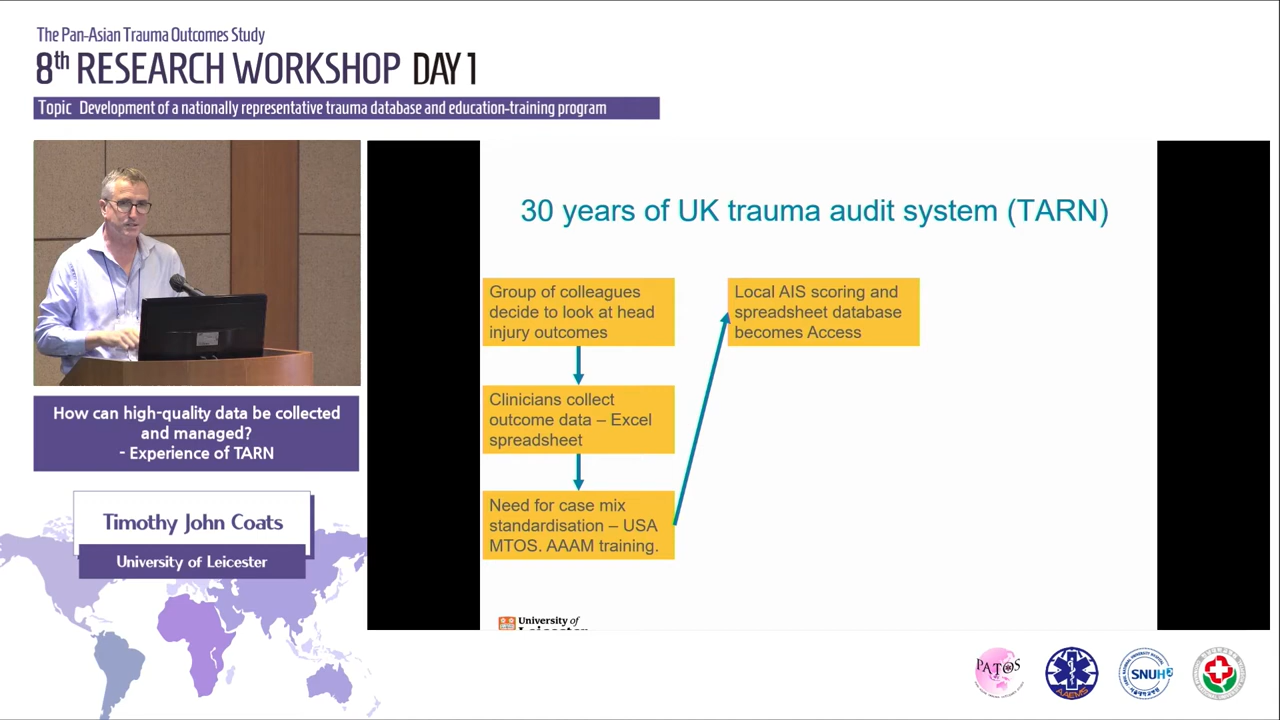 The Pan-Asian Trauma Outcomes Study
8th RESEARCH WORKSHOP DAY 1
Topic Development of a nationally representative trauma database and education-training program
30 years of UK trauma audit system (TARN)
Group of colleagues
decide to look at head
injury outcomes
Clinicians collect
outcome data – Excel
spreadsheet
Need for case mix
standardisation – USA
MTOS. AAAM training.
Local AIS scoring and
spreadsheet database
becomes Access
University of
Leicester
How can high-quality data be collected
and managed?
- Experience of TARN
Timothy John Coats
University of Leicester
PATOS
AAEMS
SNUH